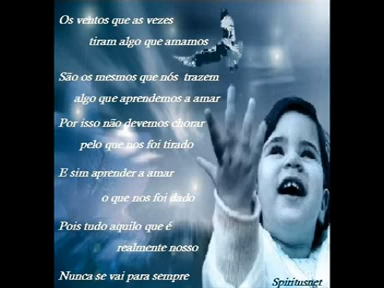 Os ventos que as vezes
tiram algo que amamos
São os mesmos que nós trazem
algo que aprendemos a amar
Por isso não devemos chorar
pelo que nos foi tirado
E sim aprender a amar
o que nos foi dado
Pois tudo aquilo que é
realmente nosso
Nunca se vai para sempre
Spiritusnet